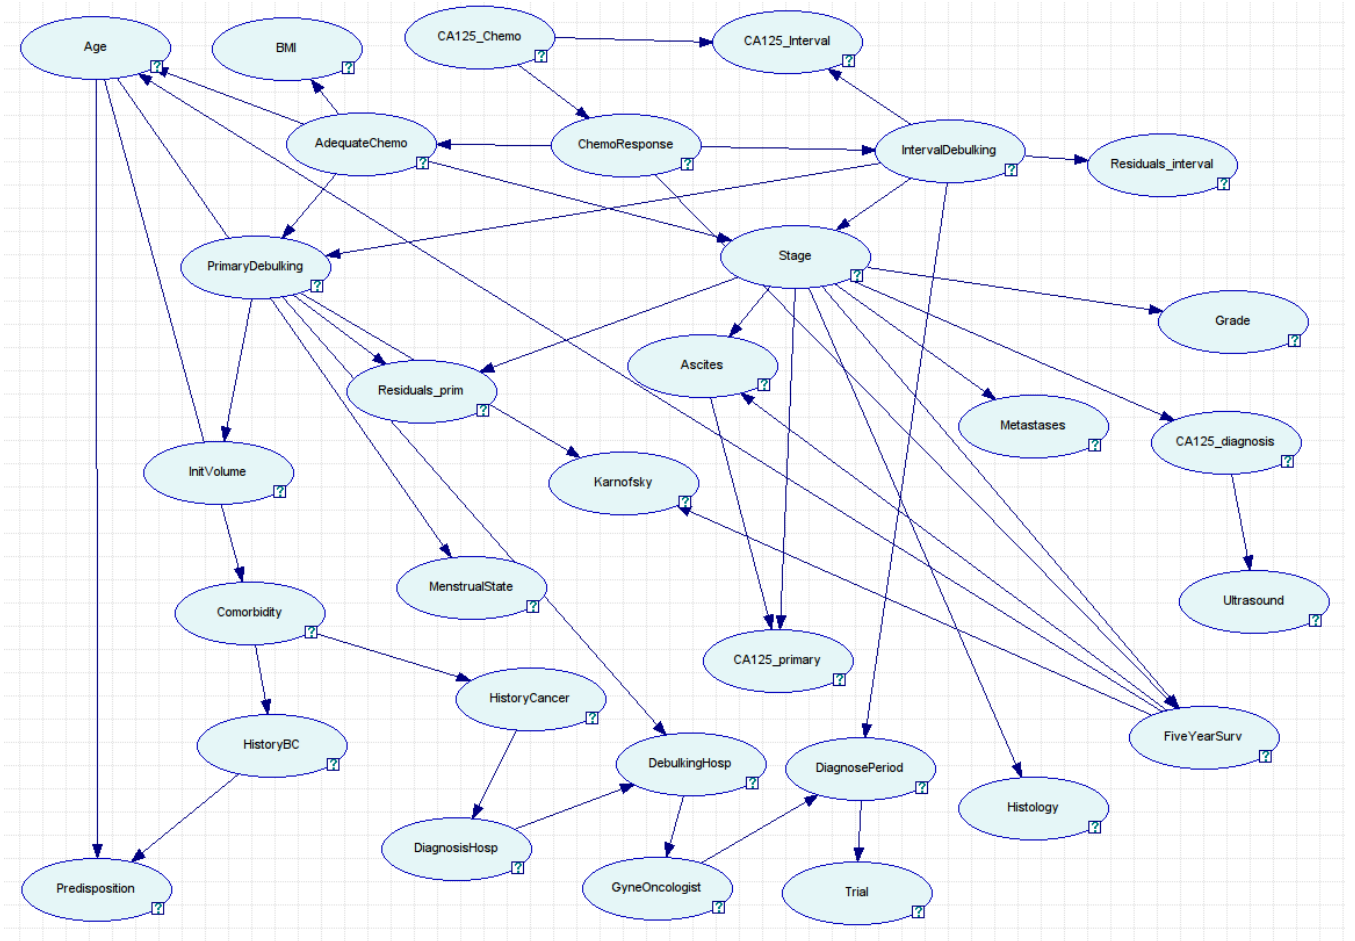 Age
BMI
CA125_Chemo
CA125_Interval
AdequateChemo
ChemoResponse
IntervalDebulking
Residuals_interval
PrimaryDebulking
Stage
Grade
Ascites
Residuals_prim
Metastases
CA125_diagnosis
InitVolume
Karnofsky
MenstrualState
Ultrasound
Comorbidity
CA125_primary
HistoryCancer
FiveYearSurv
HistoryBC
DebulkingHosp
DiagnosePeriod
Histology
DiagnosisHosp
Predisposition
GyneOncologist
Trial